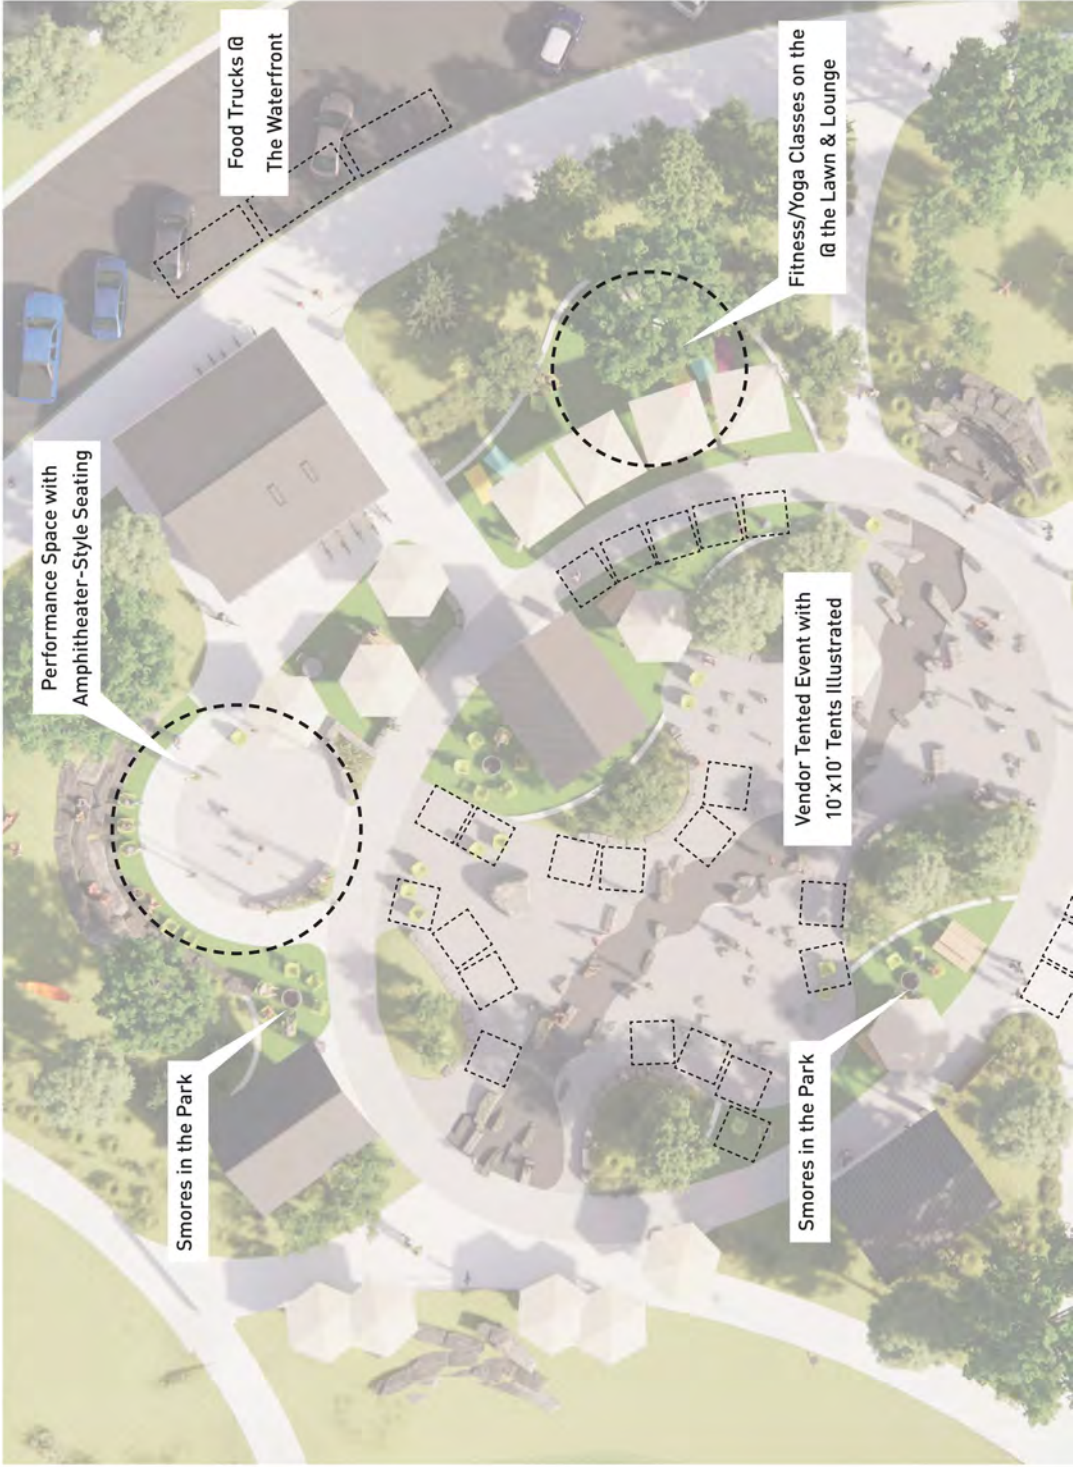 Performance Space with
Amphitheater-Style Seating
Food Trucks @
The Waterfront
Smores in the Park
Fitness/Yoga Classes on the
@ the Lawn & Lounge
Vendor Tented Event with
10'x10' Tents Illustrated
Smores in the Park